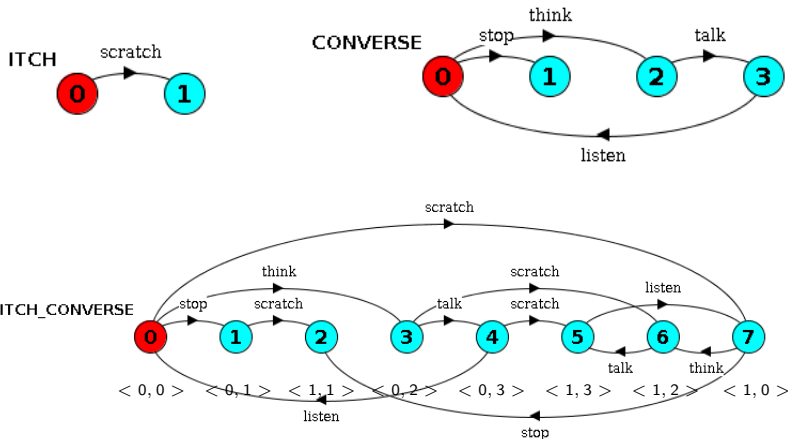 ITCH
scratch
0 1
CONVERSE
think
stop
talk
0 1 2 3
listen
scratch
think
scratch
listen
ITCH_CONVERSE
stop
scratch
talk
scratch
0 1 2 3 4 5 6 7
talk
think
< 0, 0 > < 0, 1 > < 1, 1 > < 0, 2 > < 0, 3 > < 1, 3 > < 1, 2 > < 1, 0 >
listen
stop